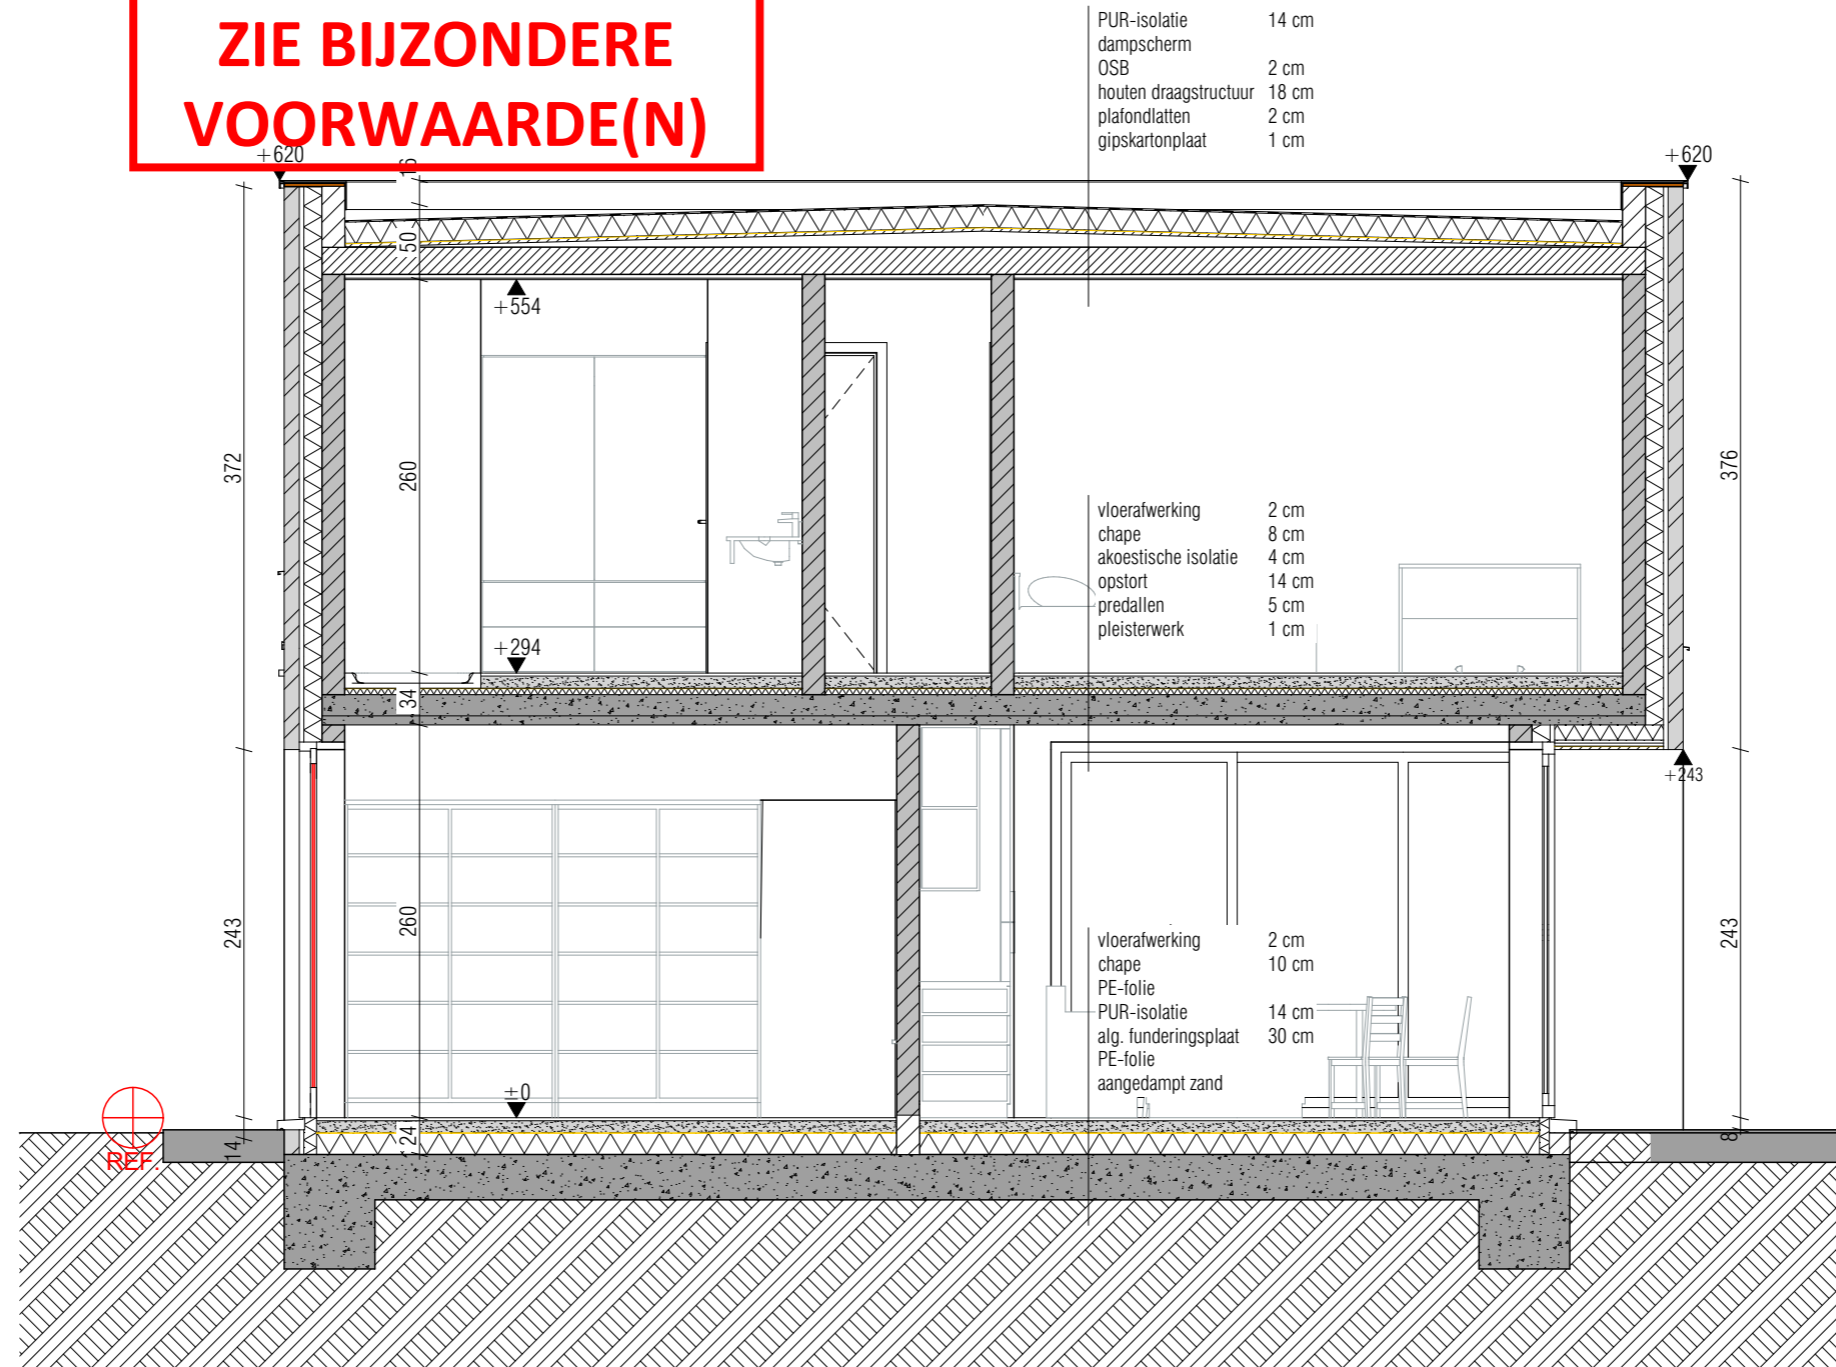 ZIE BIJZONDERE
VOORWAARDE(N)
PUR-isolatie 14 cm
dampscherm
OSB 2 cm
houten draagstructuur 18 cm
plafondlatten 2 cm
gipskartonplaat 1 cm
+620
16
+620
50
+554
372
260
376
vloerafwerking 2 cm
chape 8 cm
akoestische isolatie 4 cm
opstort 14 cm
predallen 5 cm
pleisterwerk 1 cm
+294
34
+243
243
260
243
vloerafwerking 2 cm
chape 10 cm
PE-folie
PUR-isolatie 14 cm
alg. funderingsplaat 30 cm
PE-folie
aangedampt zand
±0
REF.
14
24
8